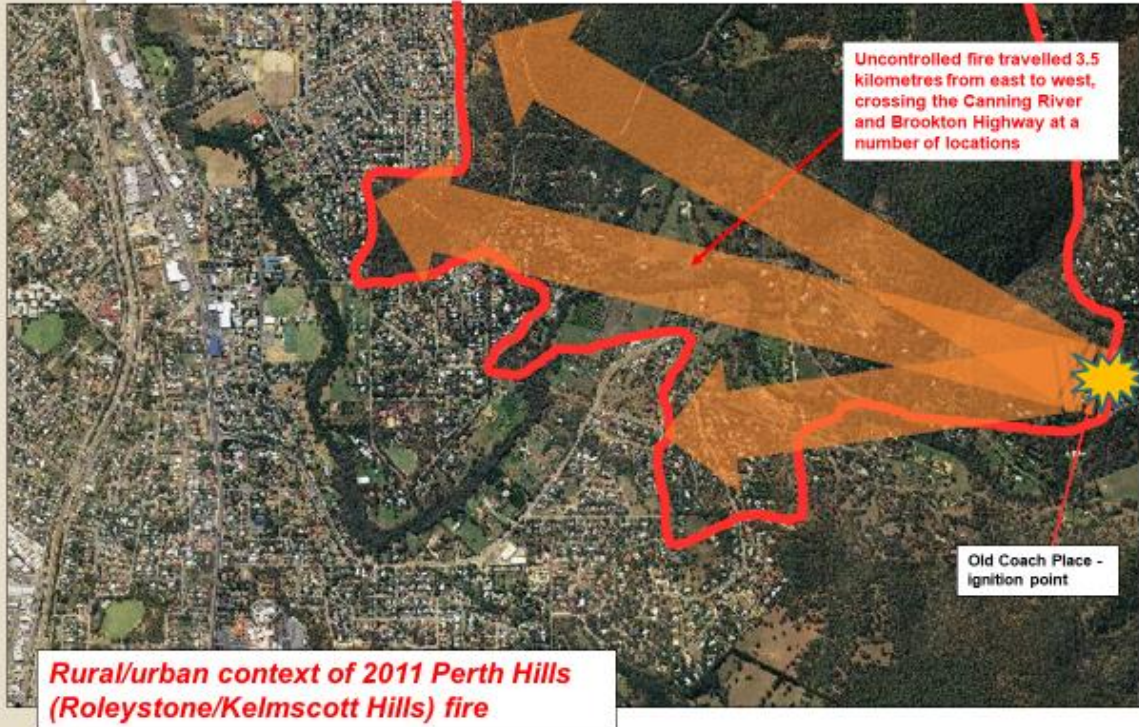 Uncontrolled fire travelled 3.5
kilometres from east to west,
crossing the Canning River
and Brookton Highway at a
number of locations
Old Coach Place -
ignition point
Rural/urban context of 2011 Perth Hills
(Roleystone/Kelmscott Hills) fire